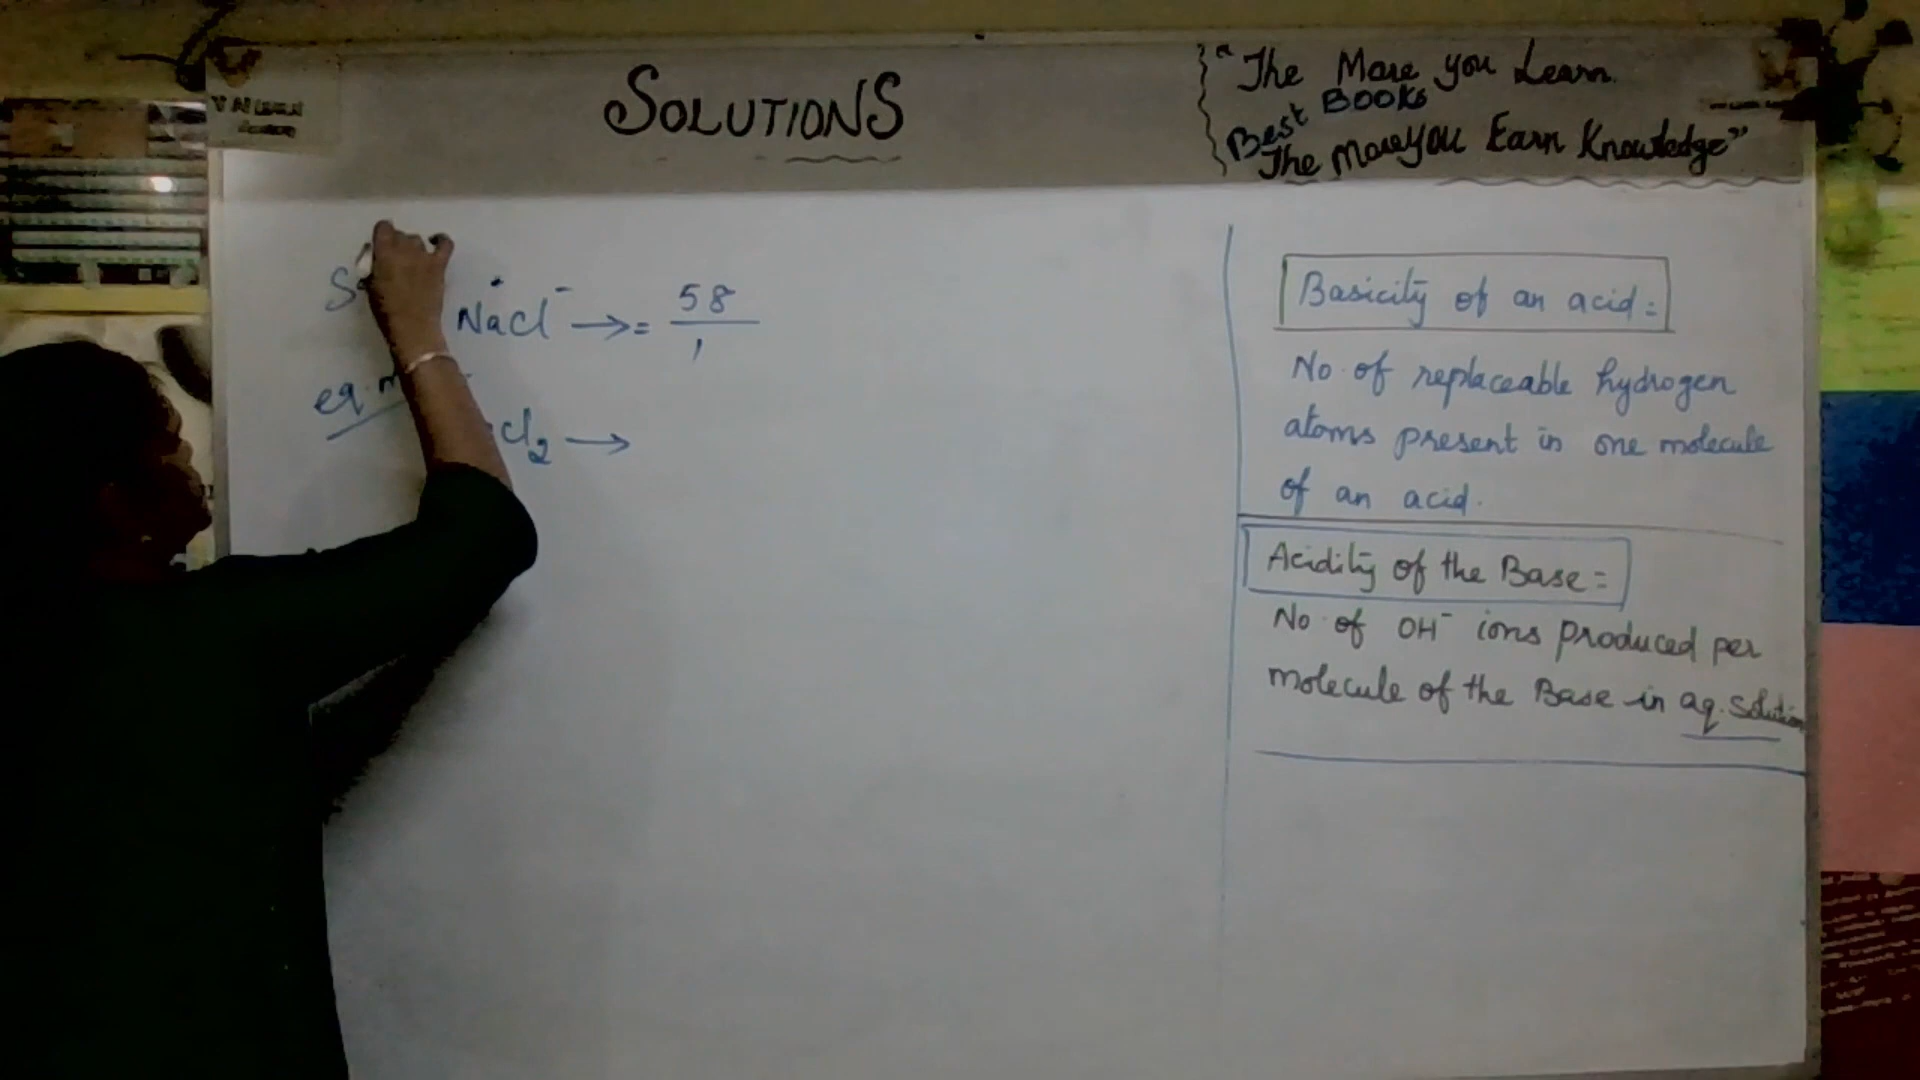 SOLUTIONS
"The More you Learn
Best BOOKS
The More you Earn Knowledge"
NaCl⁻ → = 58
1
eq.
Cl₂ →
Basicity of an acid =
No. of replaceable hydrogen
atoms present in one molecule
of an acid.
Acidity of the Base =
No. of OH⁻ ions produced per
molecule of the Base in aq. solution